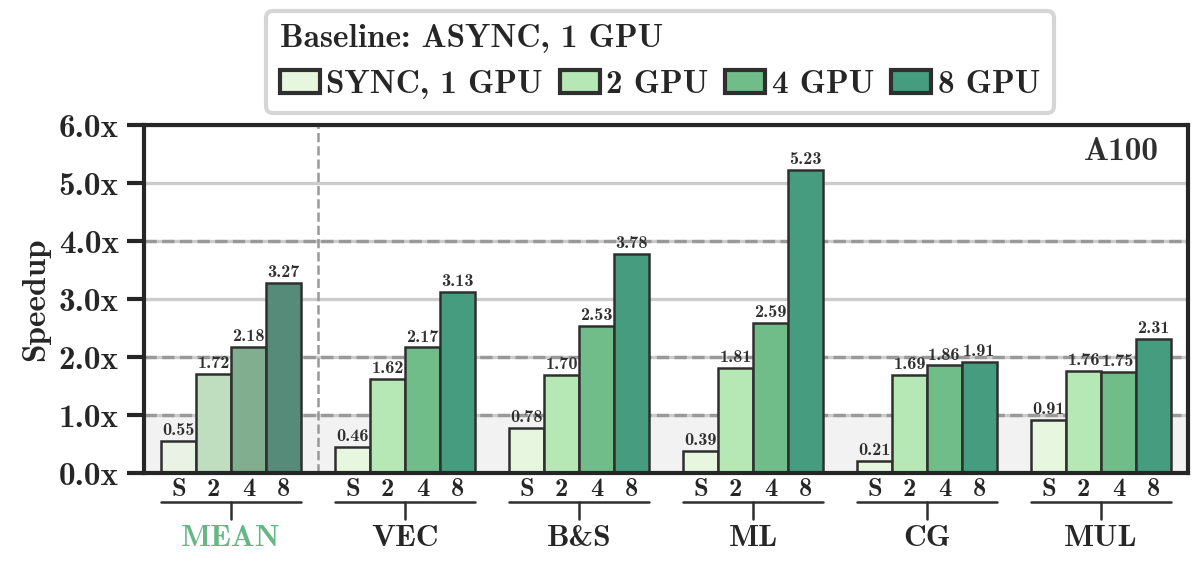 Baseline: ASYNC, 1 GPU
SYNC, 1 GPU 2 GPU 4 GPU 8 GPU
6.0x
5.0x
4.0x
3.0x
2.0x
1.0x
0.0x
Speedup
A100
0.55 1.72 2.18 3.27
0.46 1.62 2.17 3.13
0.78 1.70 2.53 3.78
0.39 1.81 2.59 5.23
0.21 1.69 1.86 1.91
0.91 1.76 1.75 2.31
S 2 4 8 S 2 4 8 S 2 4 8 S 2 4 8 S 2 4 8 S 2 4 8
MEAN VEC B&S ML CG MUL